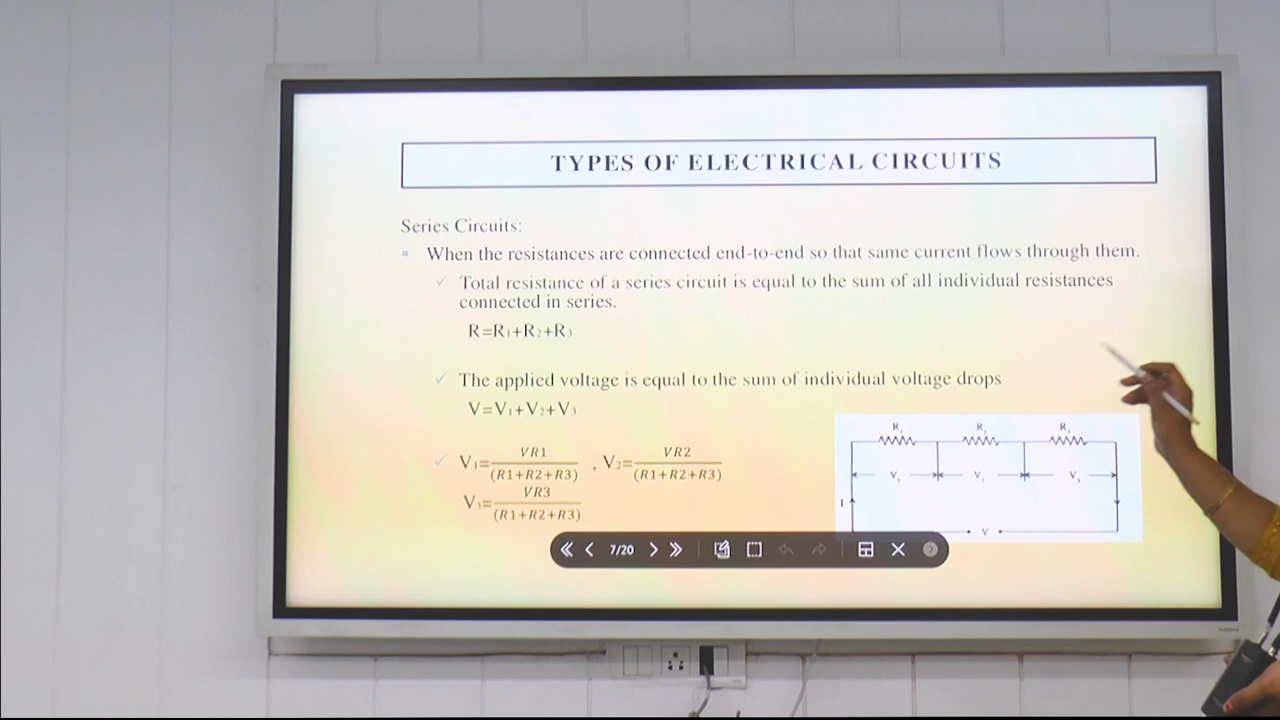 TYPES OF ELECTRICAL CIRCUITS
Series Circuits:
▪ When the resistances are connected end-to-end so that same current flows through them.
✓ Total resistance of a series circuit is equal to the sum of all individual resistances
connected in series.
R=R₁+R₂+R₃
✓ The applied voltage is equal to the sum of individual voltage drops
V=V₁+V₂+V₃
✓ V₁=VR1/(R1+R2+R3) , V₂=VR2/(R1+R2+R3)
V₃=VR3/(R1+R2+R3)
R R R
V V V
I
V
7/20